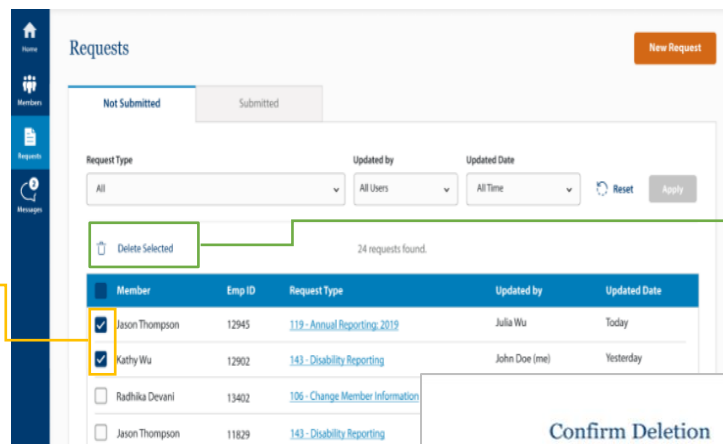 Home
Requests
New Request
Members
Not Submitted
Submitted
Requests
Request Type
Updated by
Updated Date
All
All Users
All Time
Reset
Apply
2
Messages
Delete Selected
24 requests found.
Member Emp ID Request Type Updated by Updated Date
Jason Thompson 12945 119 - Annual Reporting: 2019 Julia Wu Today
Kathy Wu 12902 143 - Disability Reporting John Doe (me) Yesterday
Radhika Devani 13402 106 - Change Member Information
Jason Thompson 11829 143 - Disability Reporting
Confirm Deletion